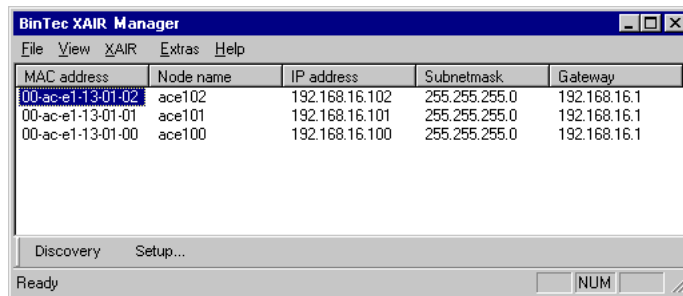 BinTec XAIR Manager
File View XAIR Extras Help
MAC address Node name IP address Subnetmask Gateway
00-ac-e1-13-01-02 ace102 192.168.16.102 255.255.255.0 192.168.16.1
00-ac-e1-13-01-01 ace101 192.168.16.101 255.255.255.0 192.168.16.1
00-ac-e1-13-01-00 ace100 192.168.16.100 255.255.255.0 192.168.16.1
Discovery Setup...
Ready NUM